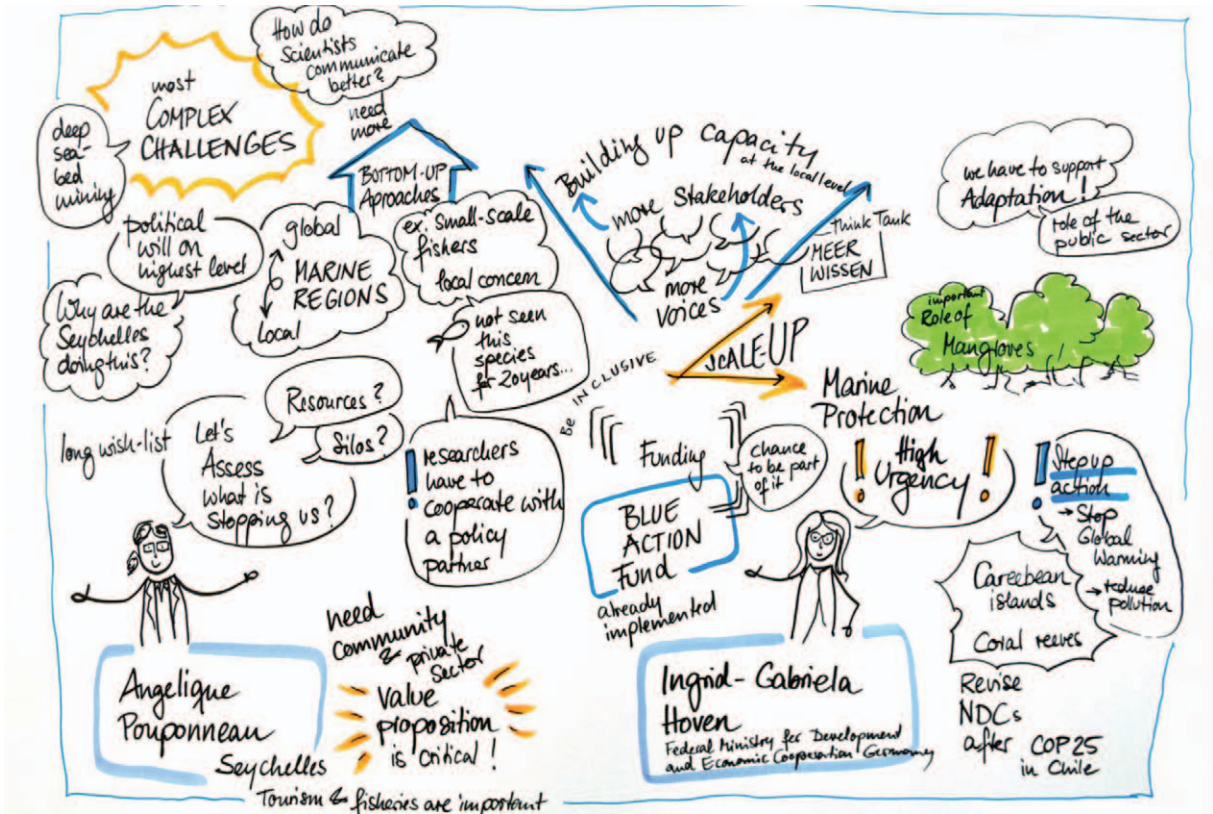 most
COMPLEX
CHALLENGES
How do
Scientists
communicate
better?
deep
sea-
bed
mining
need
more
BOTTOM-UP
Approaches
political
will on
highest level
global
MARINE
REGIONS
Local
ex. Small-scale
fishers
local concern
Why are the
Seychelles
doing this?
not seen
this
species
for 20 years...
Resources?
Silos?
long wish-list
Let's
Assess
what is
stopping us?
!
researchers
have to
cooperate with
a policy
partner
Angelique
Pouponneau
Seychelles
Tourism & fisheries are important
need
community
& private
Sector
Value
proposition
is critical!
Building up capacity
at the local level
more Stakeholders
more
voices
Think Tank
MEER
WISSEN
Be INCLUSIVE
SCALE-UP
we have to support
Adaptation!
role of the
public sector
important
Role of
Mangroves
Funding
chance
to be part
of it
BLUE
ACTION
Fund
already
implemented
Marine
Protection
! High
Urgency !
! Step up
action
→ Stop
Global
Warming
→ reduce
pollution
Careebean
islands
Coral reeves
Ingrid-Gabriela
Hoven
Federal Ministry for Development
and Economic Cooperation Germany
Revise
NDCs
after COP25
in Chile